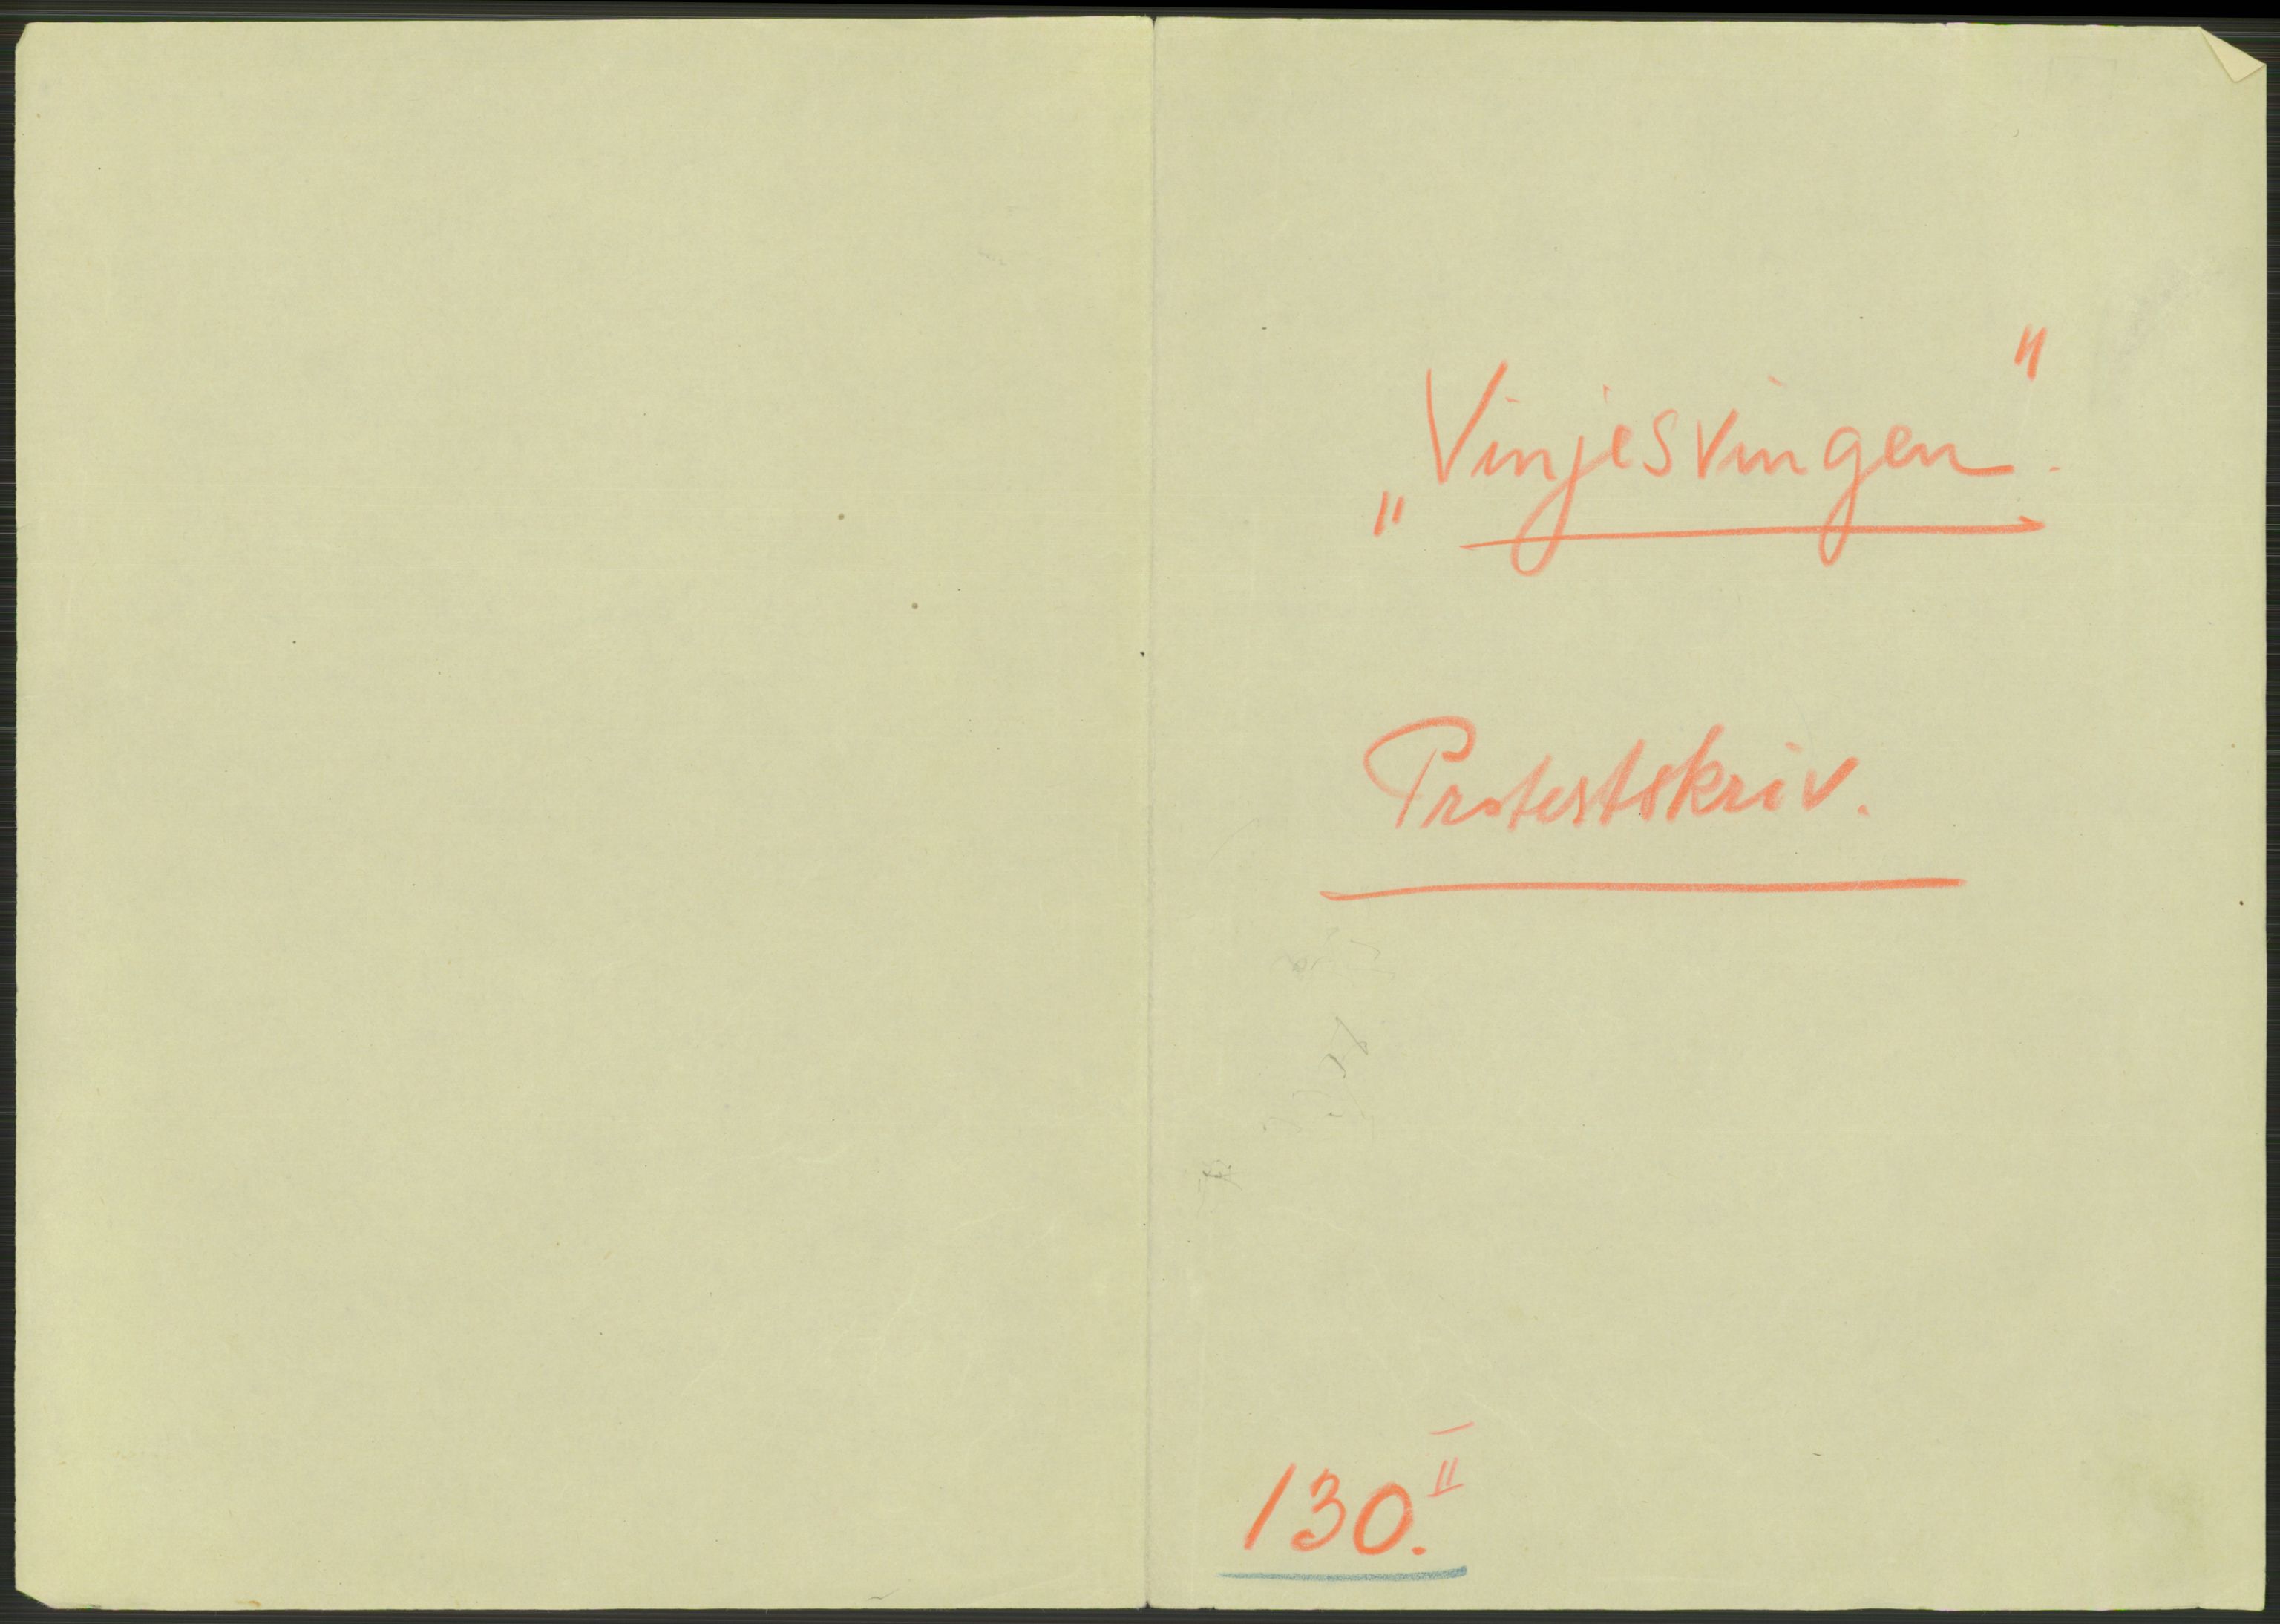 „Vinjesvingen".
Protestskriv.
130.II